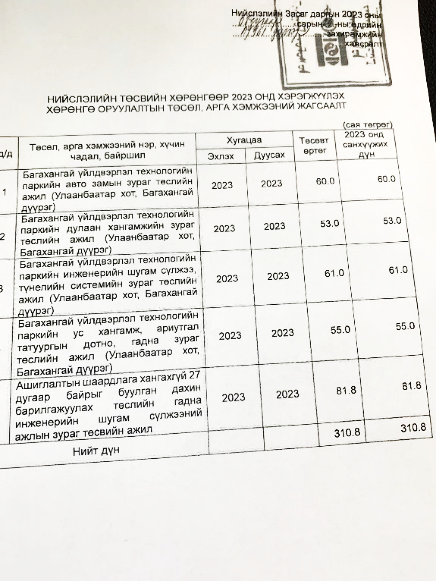 Нийслэлийн Засаг даргын 2023 оны
сарын
ны өдрийн
захирамжийн
хавсралт
НИЙСЛЭЛИЙН ТӨСВИЙН ХӨРӨНГӨӨР 2023 ОНД ХЭРЭГЖҮҮЛЭХ
ХӨРӨНГӨ ОРУУЛАЛТЫН ТӨСӨЛ, АРГА ХЭМЖЭЭНИЙ ЖАГСААЛТ
(сая төгрөг)
д/д Төсөл, арга хэмжээний нэр, хүчин чадал, байршил Хугацаа Эхлэх Дуусах Төсөвт өртөг 2023 онд санхүүжих дүн
1 Багахангай үйлдвэрлэл технологийн 2023 2023 60.0 60.0
паркийн авто замын зураг төслийн
ажил (Улаанбаатар хот, Багахангай
дүүрэг)
2 Багахангай үйлдвэрлэл технологийн 2023 2023 53.0 53.0
паркийн дулаан хангамжийн зураг
төслийн ажил (Улаанбаатар хот,
Багахангай дүүрэг)
3 Багахангай үйлдвэрлэл технологийн 2023 2023 61.0 61.0
паркийн инженерийн шугам сүлжээ,
түнелийн системийн зураг төслийн
ажил (Улаанбаатар хот, Багахангай
дүүрэг)
Багахангай үйлдвэрлэл технологийн 2023 2023 55.0 55.0
паркийн ус хангамж, ариутгал
татуургын дотно, гадна зураг
төслийн ажил (Улаанбаатар хот,
Багахангай дүүрэг)
Ашиглалтын шаардлага хангахгүй 27 2023 2023 81.8 81.8
дугаар байрыг буулган дахин
барилгажуулах төслийн гадна
инженерийн шугам сүлжээний
ажлын зураг төсвийн ажил
Нийт дүн 310.8 310.8